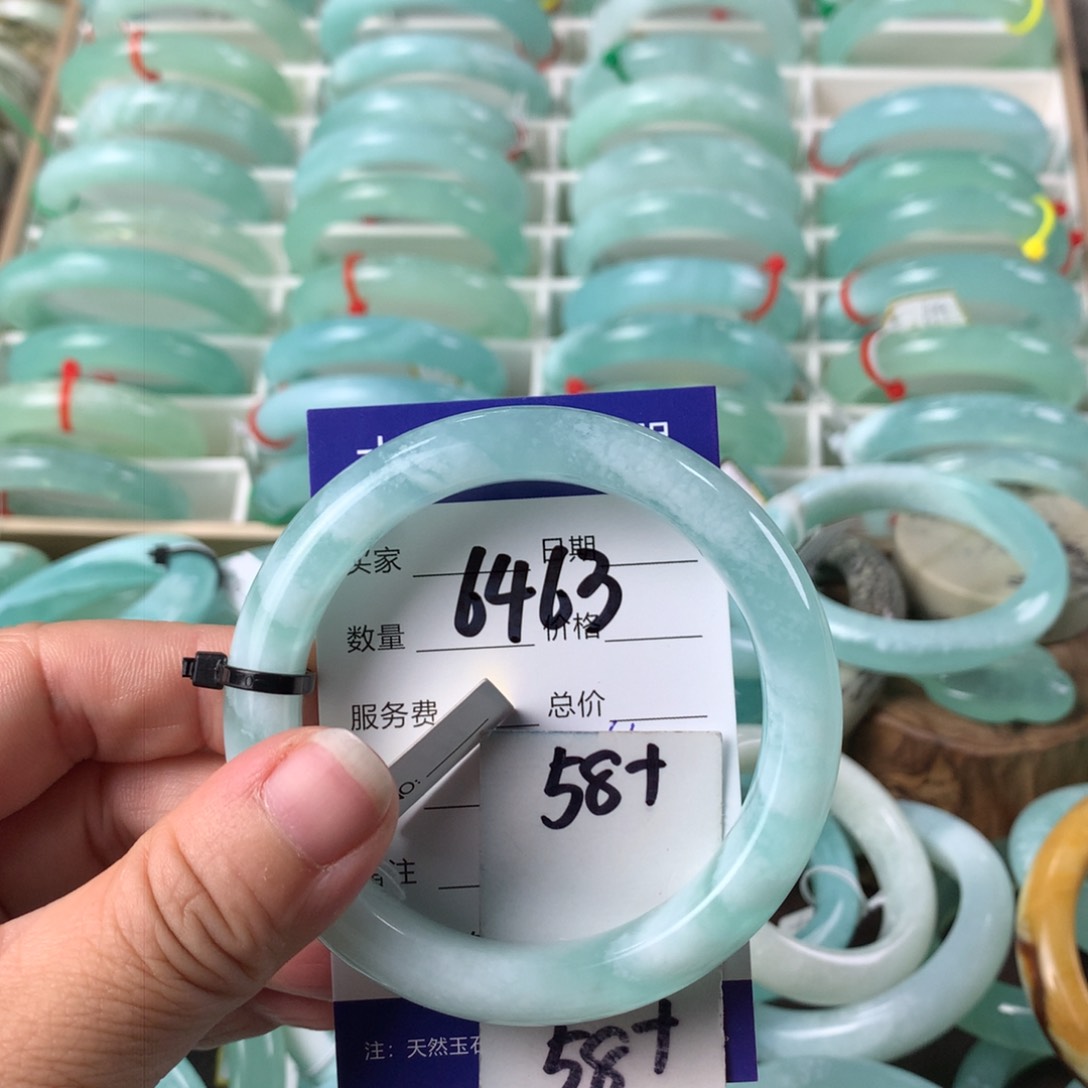 6463
买家 日期
数量 价格
服务费 总价
58+
注
注：天然玉石
58+